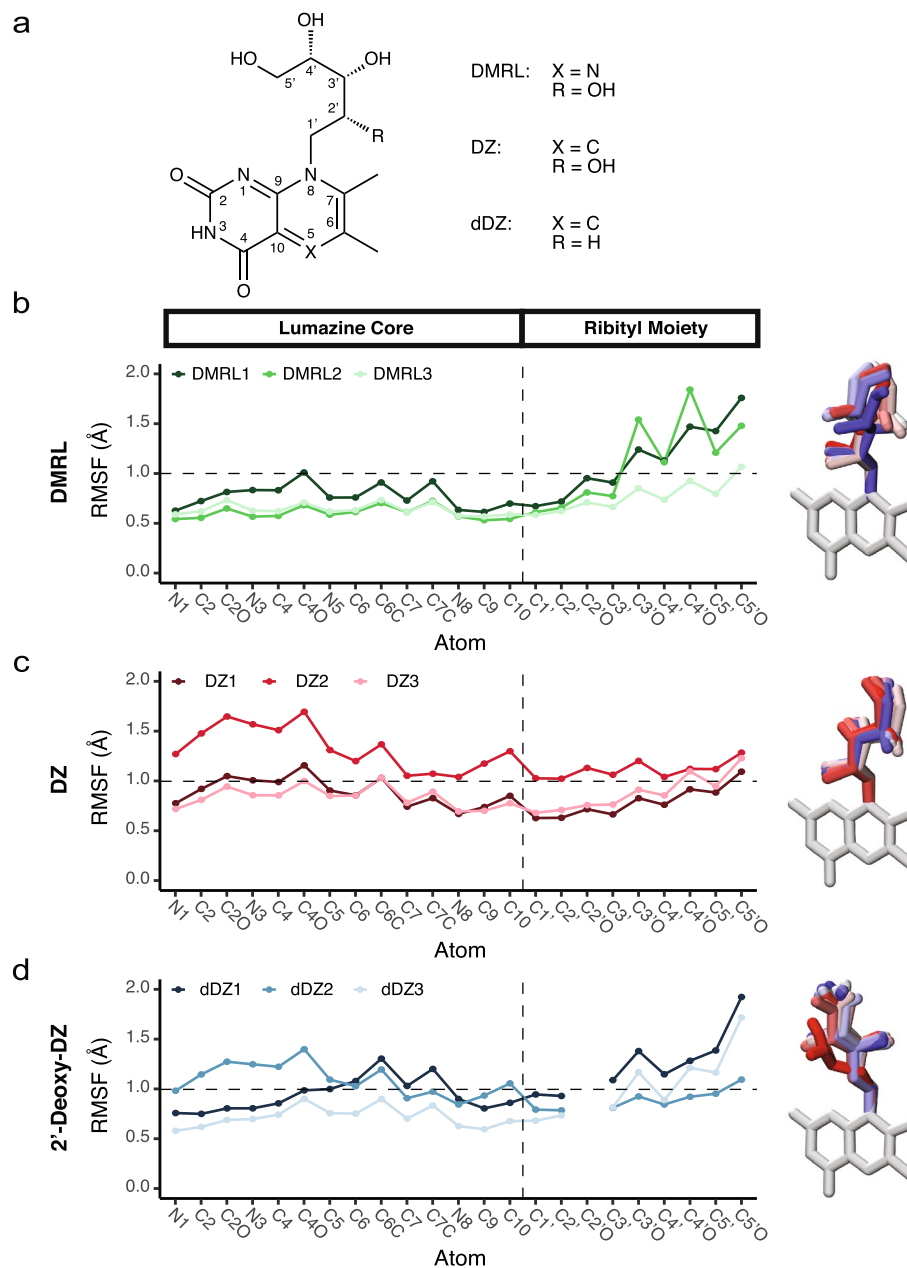 a
OH
HO
4'
OH
5'
3'
2'
1'
R
O
N
9
N
1
8
7
2
HN
3
6
4
10
5
X
O
DMRL: X = N
R = OH
DZ: X = C
R = OH
dDZ: X = C
R = H
b
Lumazine Core
Ribityl Moiety
DMRL
RMSF (Å)
2.0
1.5
1.0
0.5
0.0
DMRL1 DMRL2 DMRL3
N1 C2 C2O N3 C4 C4O N5 C6 C6C C7 C7C N8 C9 C10 C1' C2' C2'O C3' C3'O C4' C4'O C5' C5'O
Atom
c
DZ
RMSF (Å)
2.0
1.5
1.0
0.5
0.0
DZ1 DZ2 DZ3
N1 C2 C2O N3 C4 C4O C5 C6 C6C C7 C7C N8 C9 C10 C1' C2' C2'O C3' C3'O C4' C4'O C5' C5'O
Atom
d
2'-Deoxy-DZ
RMSF (Å)
2.0
1.5
1.0
0.5
0.0
dDZ1 dDZ2 dDZ3
N1 C2 C2O N3 C4 C4O C5 C6 C6C C7 C7C N8 C9 C10 C1' C2' C2'O C3' C3'O C4' C4'O C5' C5'O
Atom